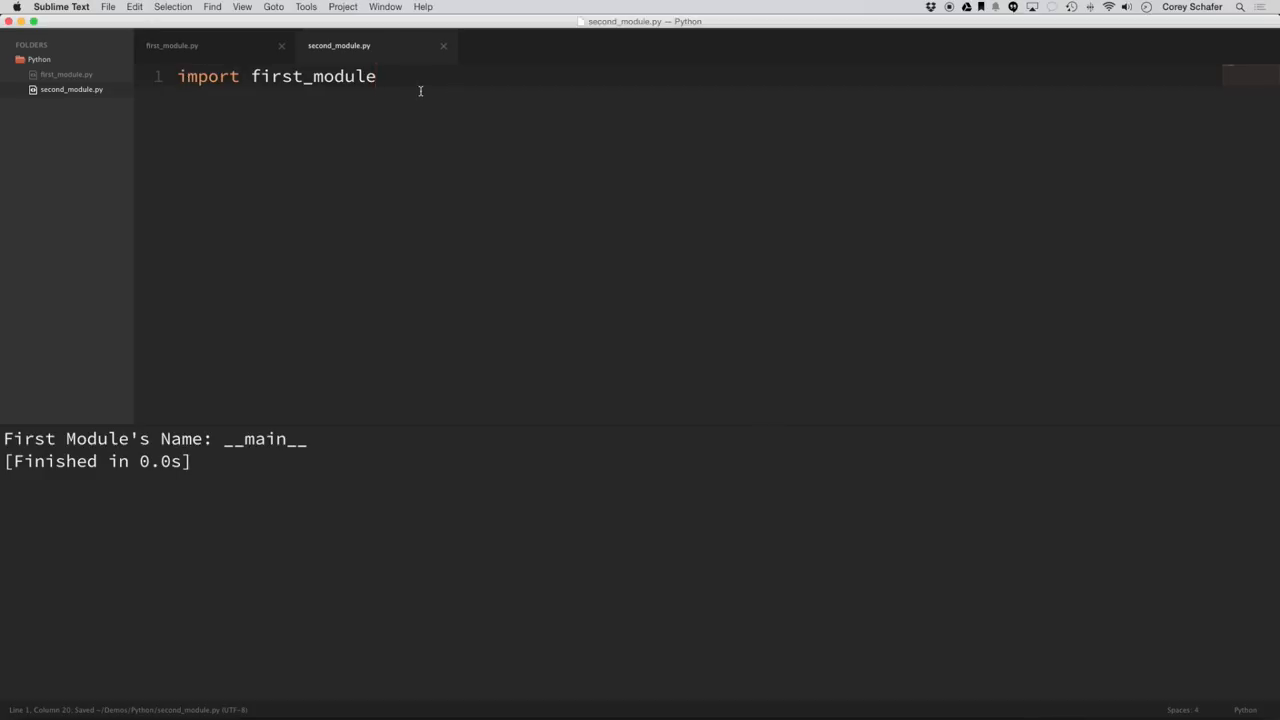 Sublime Text File Edit Selection Find View Goto Tools Project Window Help Corey Schafer
second_module.py — Python
FOLDERS
Python
first_module.py
second_module.py
first_module.py second_module.py
1 import first_module
First Module's Name: __main__
[Finished in 0.0s]
Line 1, Column 20; Saved ~/Demos/Python/second_module.py (UTF-8) Spaces: 4 Python